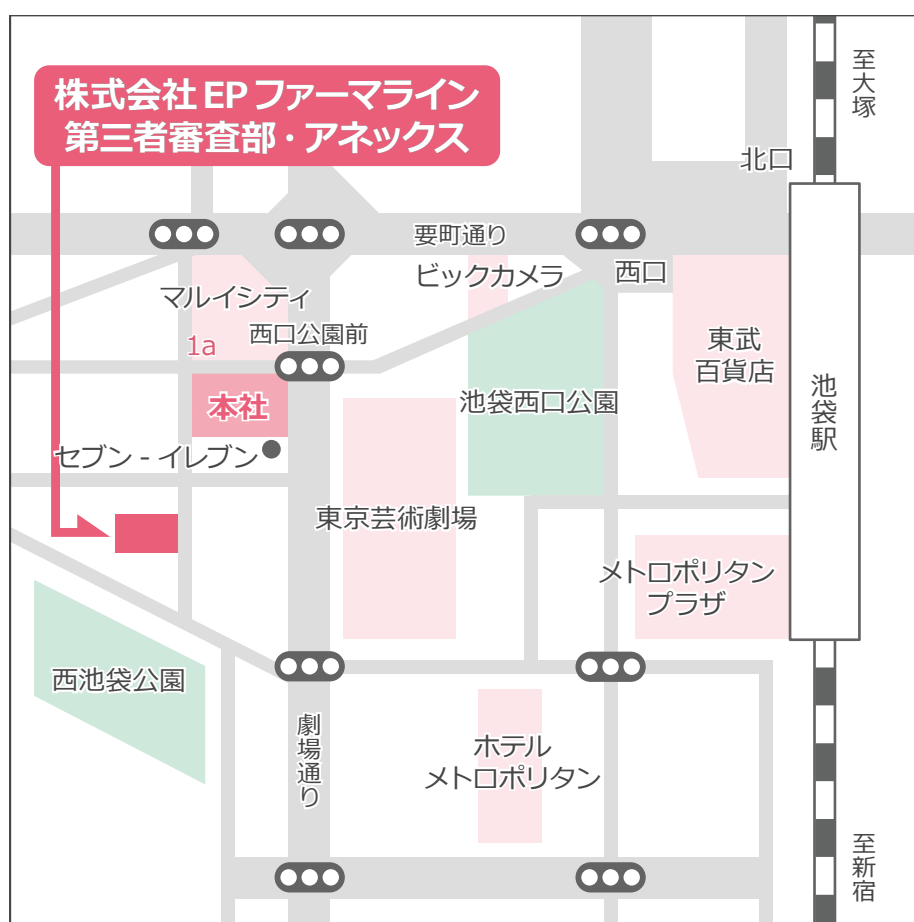 株式会社 EP ファーマライン
第三者審査部・アネックス
至大塚
北口
要町通り
ビックカメラ
西口
マルイシティ
西口公園前
1a
東武
百貨店
本社
池袋西口公園
池袋駅
セブン - イレブン
東京芸術劇場
メトロポリタン
プラザ
西池袋公園
劇場通り
ホテル
メトロポリタン
至新宿